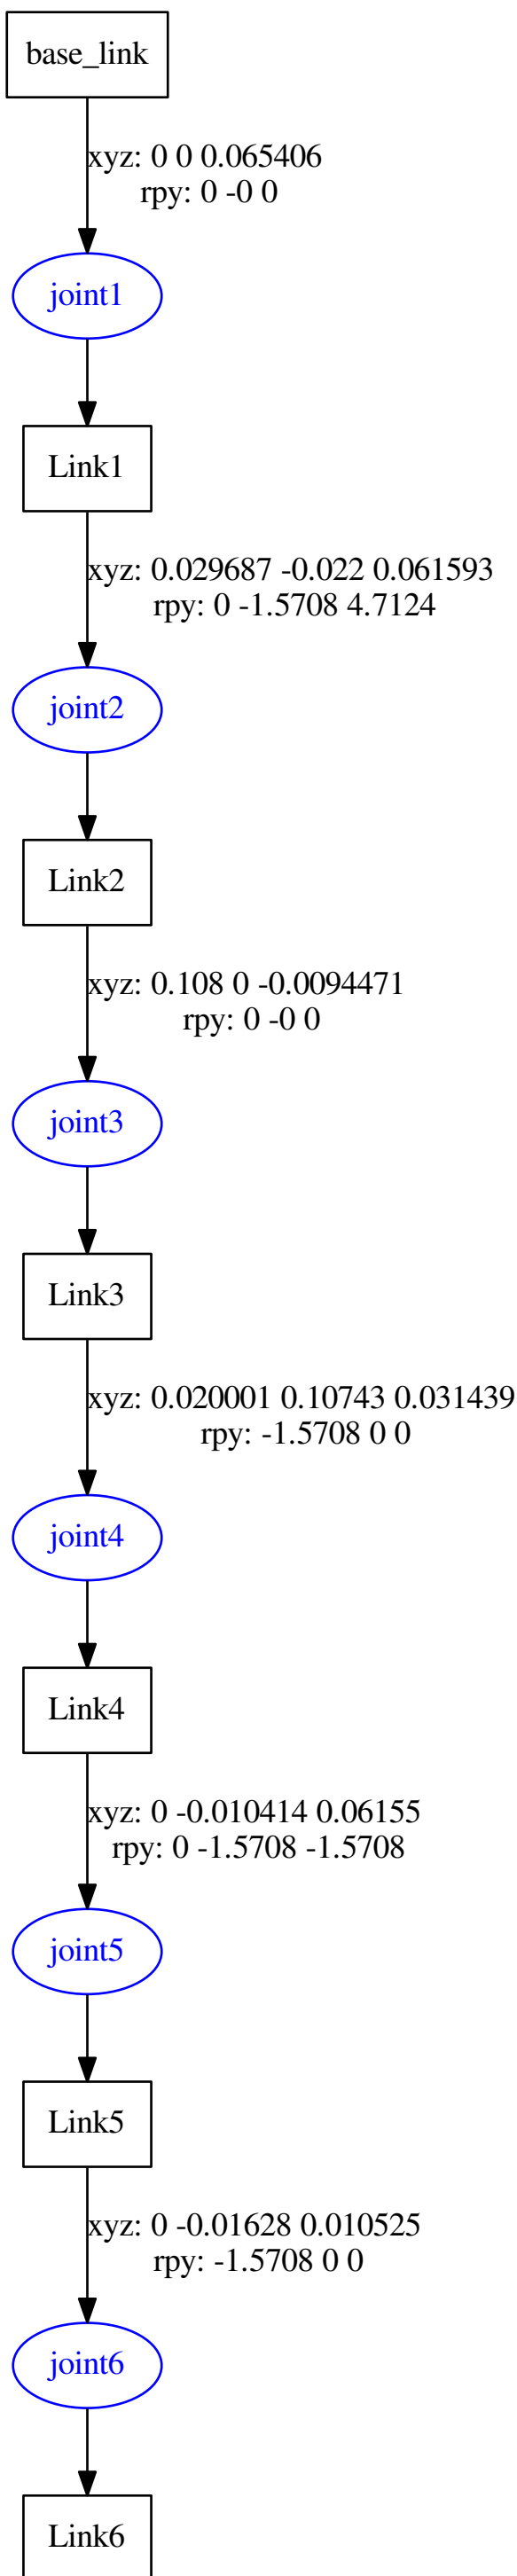 base_link
xyz: 0 0 0.065406
rpy: 0 -0 0
joint1
Link1
xyz: 0.029687 -0.022 0.061593
rpy: 0 -1.5708 4.7124
joint2
Link2
xyz: 0.108 0 -0.0094471
rpy: 0 -0 0
joint3
Link3
xyz: 0.020001 0.10743 0.031439
rpy: -1.5708 0 0
joint4
Link4
xyz: 0 -0.010414 0.06155
rpy: 0 -1.5708 -1.5708
joint5
Link5
xyz: 0 -0.01628 0.010525
rpy: -1.5708 0 0
joint6
Link6